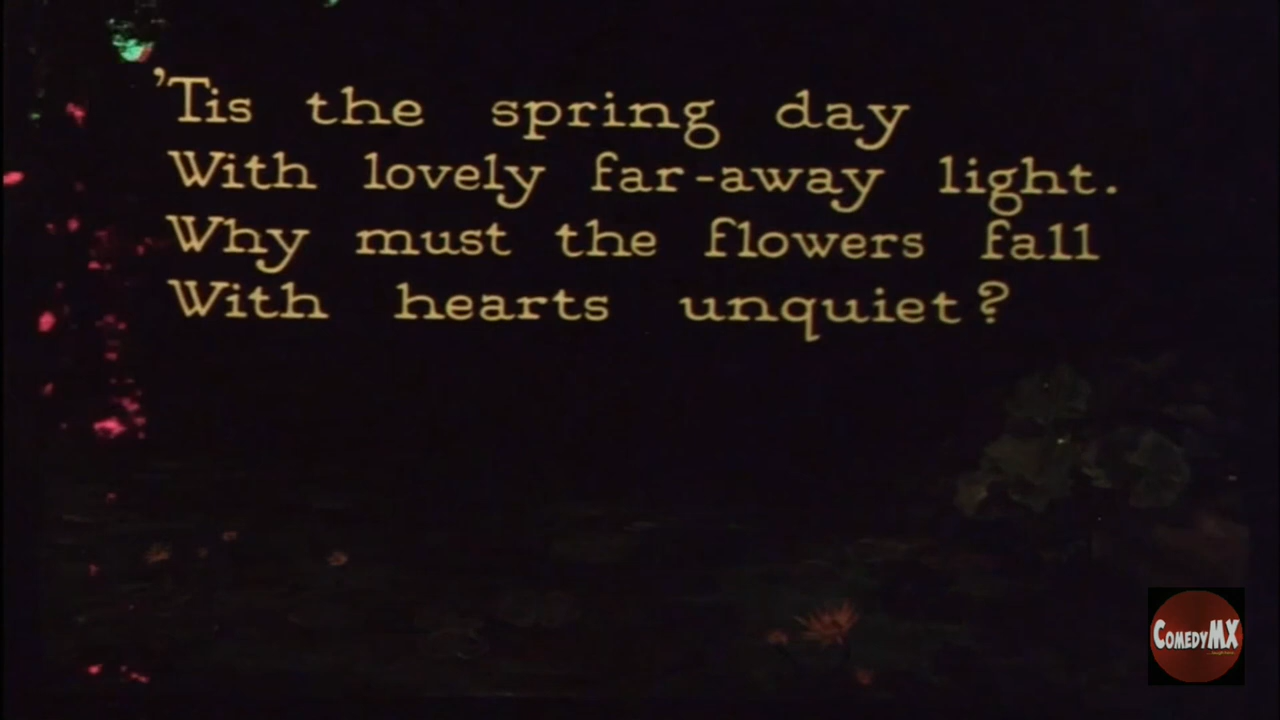 'Tis the spring day
With lovely far-away light.
Why must the flowers fall
With hearts unquiet?
COMEDYMX